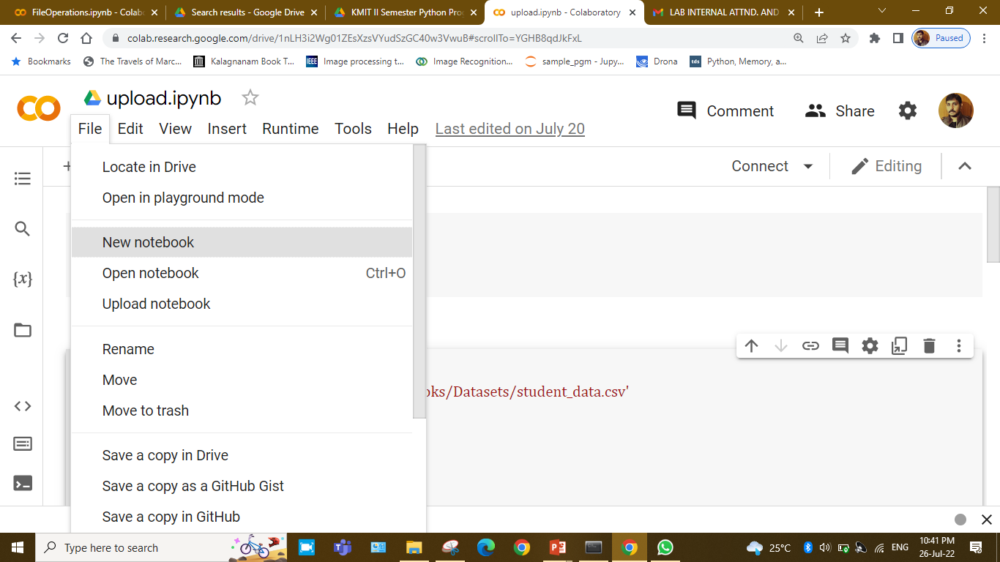 FileOperations.ipynb - Colab
Search results - Google Drive
KMIT II Semester Python Pro
upload.ipynb - Colaboratory
LAB INTERNAL ATTND. AND
colab.research.google.com/drive/1nLH3i2Wg01ZEsXzsVYudSzGC40w3VwuB#scrollTo=YGHB8qdJkFxL
Paused
Bookmarks
The Travels of Marc...
Kalagnanam Book T...
IEEE
Image processing t...
Image Recognition...
sample_pgm - Jupy...
Drona
tds
Python, Memory, a...
upload.ipynb
Comment
Share
File Edit View Insert Runtime Tools Help Last edited on July 20
Locate in Drive
Connect
Editing
Open in playground mode
New notebook
Open notebook Ctrl+O
Upload notebook
Rename
Move
oks/Datasets/student_data.csv'
Move to trash
Save a copy in Drive
Save a copy as a GitHub Gist
Save a copy in GitHub
Type here to search
25°C
ENG
10:41 PM
26-Jul-22